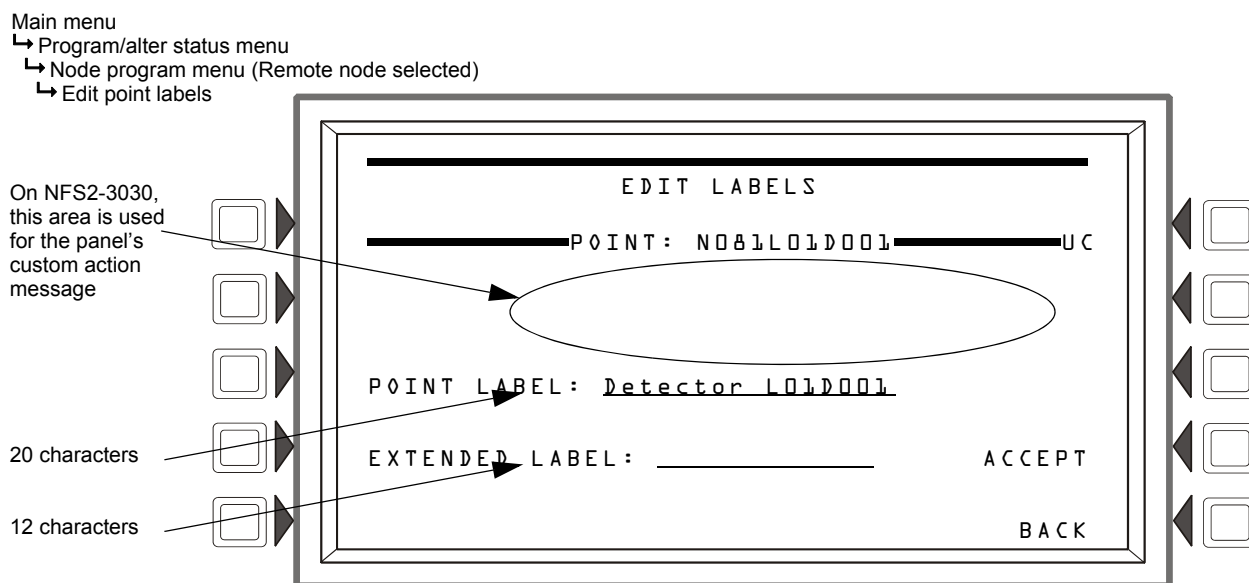 Main menu
Program/alter status menu
Node program menu (Remote node selected)
Edit point labels
On NFS2-3030,
this area is used
for the panel's
custom action
message
EDIT LABELS
POINT: N081L01D001 UC
POINT LABEL: Detector L01D001
20 characters
EXTENDED LABEL: ACCEPT
12 characters
BACK